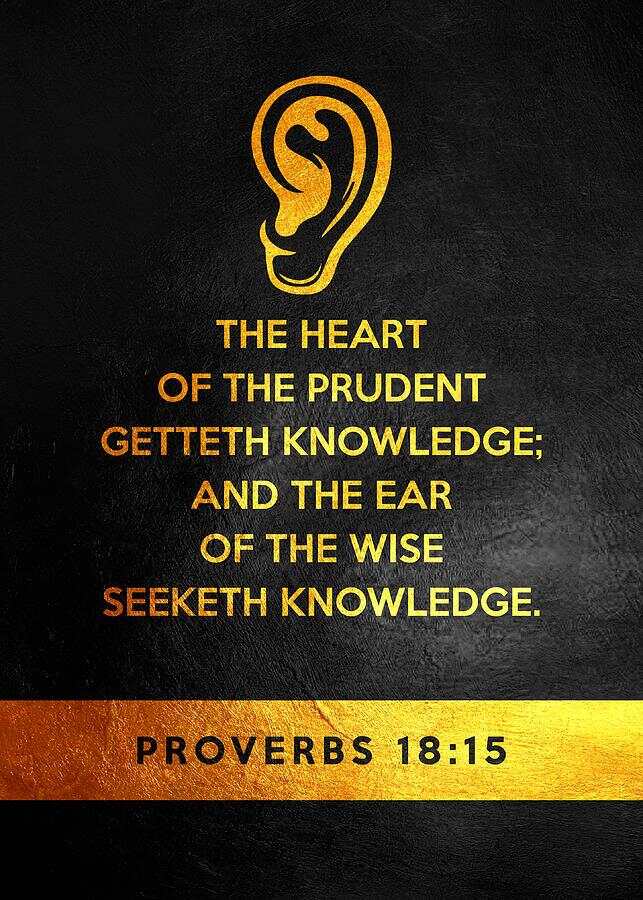 THE HEART
OF THE PRUDENT
GETTETH KNOWLEDGE;
AND THE EAR
OF THE WISE
SEEKETH KNOWLEDGE.
PROVERBS 18:15